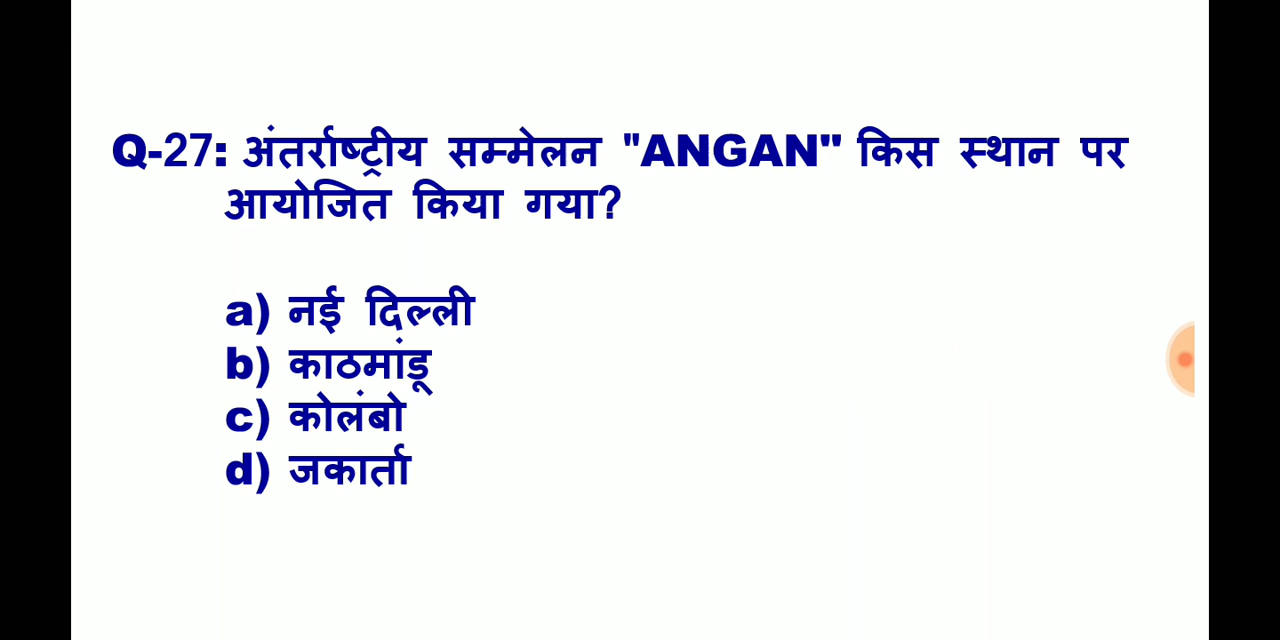 Q-27: अंतर्राष्ट्रीय सम्मेलन "ANGAN" किस स्थान पर
आयोजित किया गया?
a) नई दिल्ली
b) काठमांडू
c) कोलंबो
d) जकार्ता